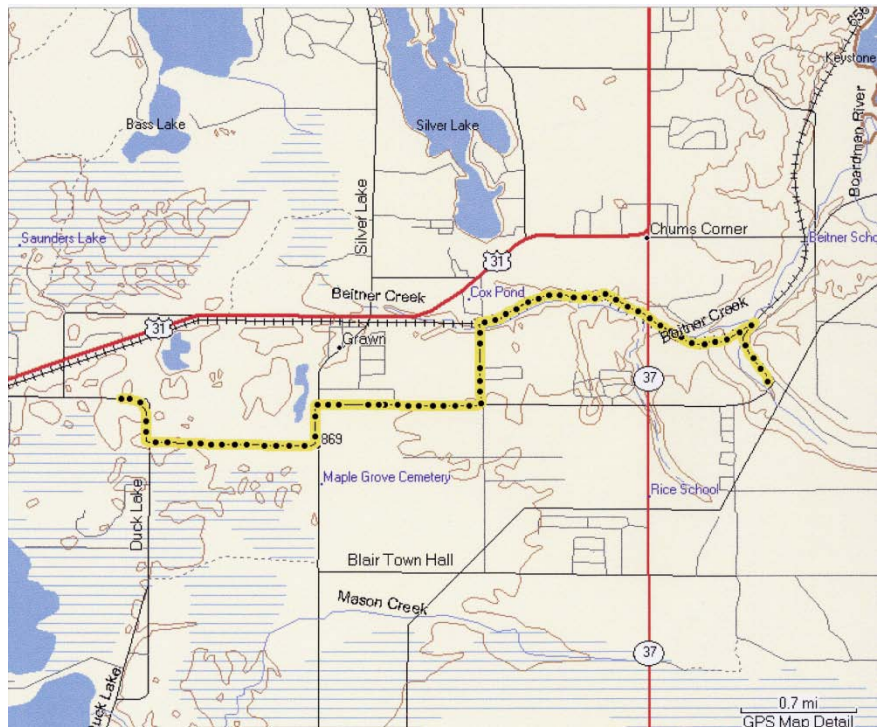 656
Keystone
Bass Lake
Silver Lake
Boardman River
Silver Lake
Saunders Lake
Chums Corner
Beitner Scho
31
Beitner Creek
Cox Pond
31
Beitner Creek
Grawn
37
869
Maple Grove Cemetery
Rice School
Duck Lake
Blair Town Hall
Mason Creek
37
Duck Lake
0.7 mi
GPS Map Detail